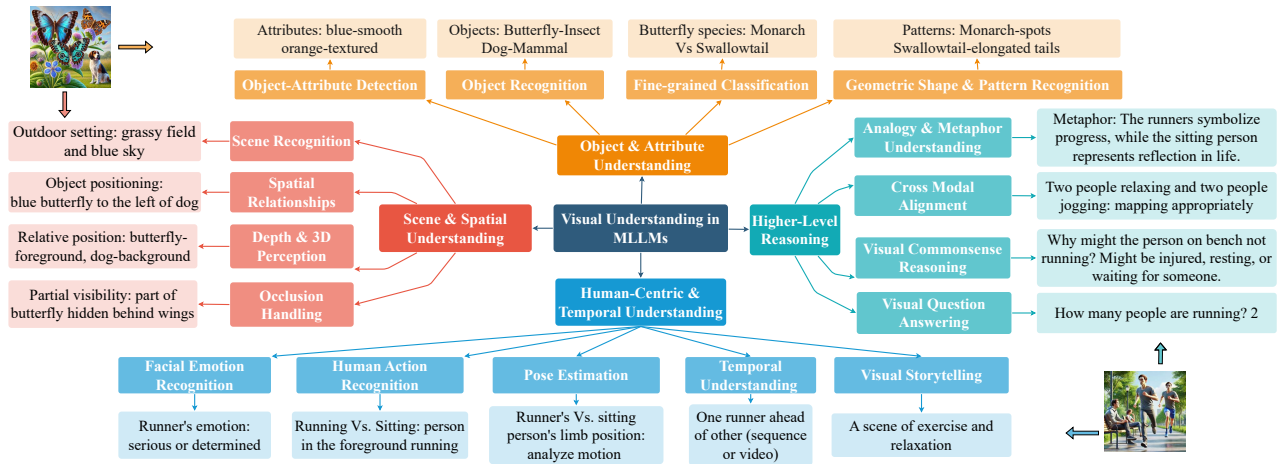 Attributes: blue-smooth
orange-textured
Objects: Butterfly-Insect
Dog-Mammal
Butterfly species: Monarch
Vs Swallowtail
Patterns: Monarch-spots
Swallowtail-elongated tails
Object-Attribute Detection
Object Recognition
Fine-grained Classification
Geometric Shape & Pattern Recognition
Object & Attribute
Understanding
Outdoor setting: grassy field
and blue sky
Scene Recognition
Object positioning:
blue butterfly to the left of dog
Spatial
Relationships
Relative position: butterfly-
foreground, dog-background
Depth & 3D
Perception
Partial visibility: part of
butterfly hidden behind wings
Occlusion
Handling
Scene & Spatial
Understanding
Visual Understanding in
MLLMs
Higher-Level
Reasoning
Analogy & Metaphor
Understanding
Metaphor: The runners symbolize
progress, while the sitting person
represents reflection in life.
Cross Modal
Alignment
Two people relaxing and two people
jogging: mapping appropriately
Visual Commonsense
Reasoning
Why might the person on bench not
running? Might be injured, resting, or
waiting for someone.
Visual Question
Answering
How many people are running? 2
Human-Centric &
Temporal Understanding
Facial Emotion
Recognition
Human Action
Recognition
Pose Estimation
Temporal
Understanding
Visual Storytelling
Runner's emotion:
serious or determined
Running Vs. Sitting: person
in the foreground running
Runner's Vs. sitting
person's limb position:
analyze motion
One runner ahead
of other (sequence
or video)
A scene of exercise and
relaxation